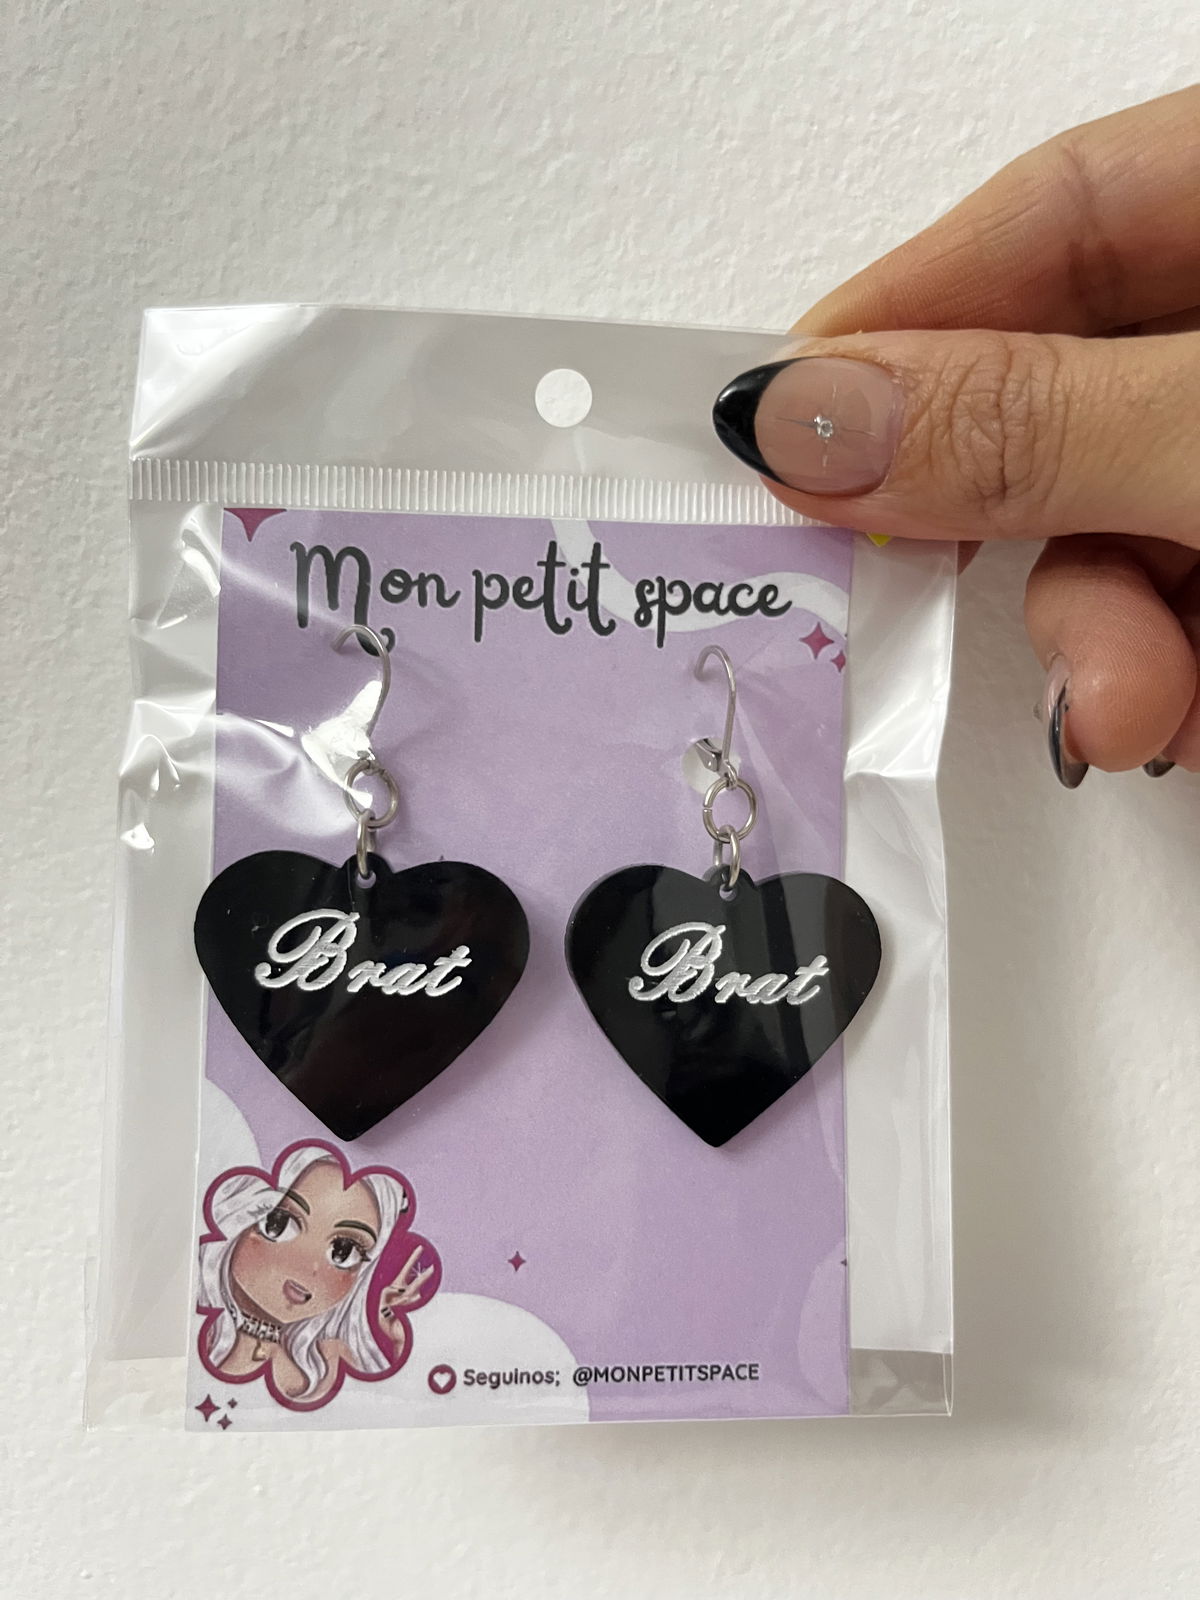 Mon petit space
Brat
Brat
Seguinos; @MONPETITSPACE